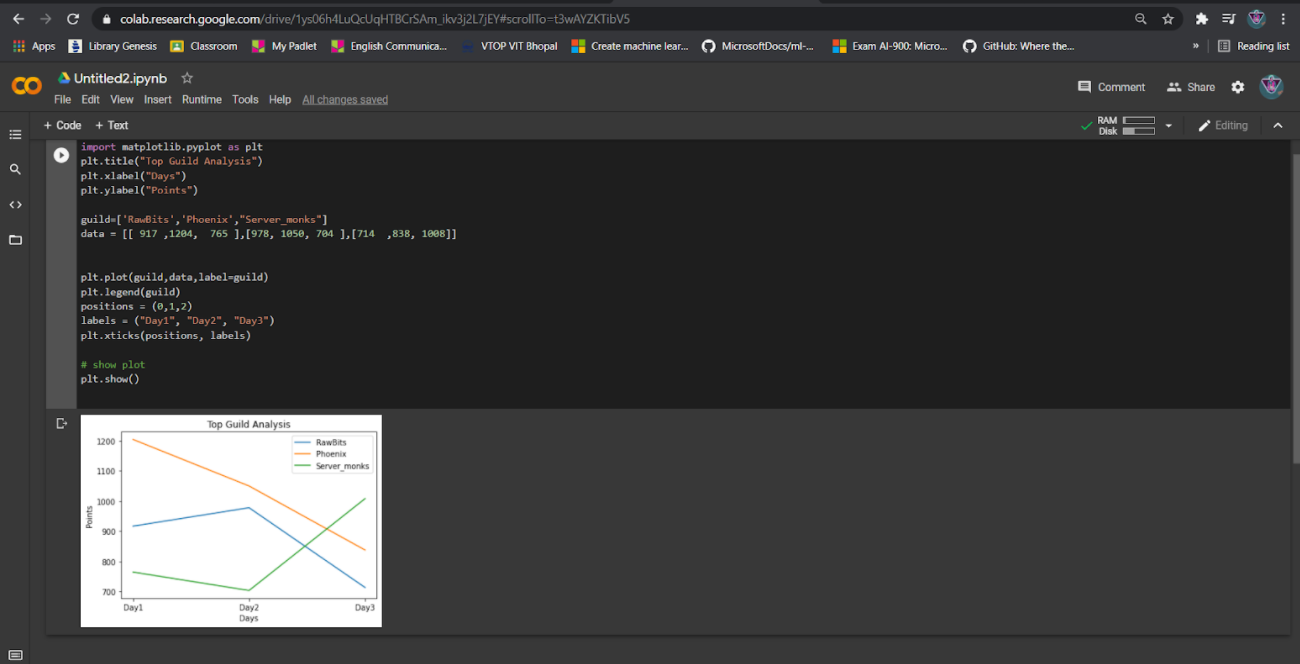 colab.research.google.com/drive/1ys06h4LuQcUqHTBCrSAm_ikv3j2L7jEY#scrollTo=t3wAYZKTibV5
Apps Library Genesis Classroom My Padlet English Communica... VTOP VIT Bhopal Create machine lear... MicrosoftDocs/ml-... Exam AI-900: Micro... GitHub: Where the... » Reading list
CO Untitled2.ipynb
File Edit View Insert Runtime Tools Help All changes saved
Comment Share
+ Code + Text
RAM
Disk
Editing
import matplotlib.pyplot as plt
plt.title("Top Guild Analysis")
plt.xlabel("Days")
plt.ylabel("Points")
guild=['RawBits','Phoenix',"Server_monks"]
data = [[ 917 ,1204,  765 ],[978, 1050, 704 ],[714  ,838, 1008]]
plt.plot(guild,data,label=guild)
plt.legend(guild)
positions = (0,1,2)
labels = ("Day1", "Day2", "Day3")
plt.xticks(positions, labels)
# show plot
plt.show()
Top Guild Analysis
RawBits
Phoenix
Server_monks
1200
1100
1000
900
800
700
Points
Day1 Day2 Day3
Days